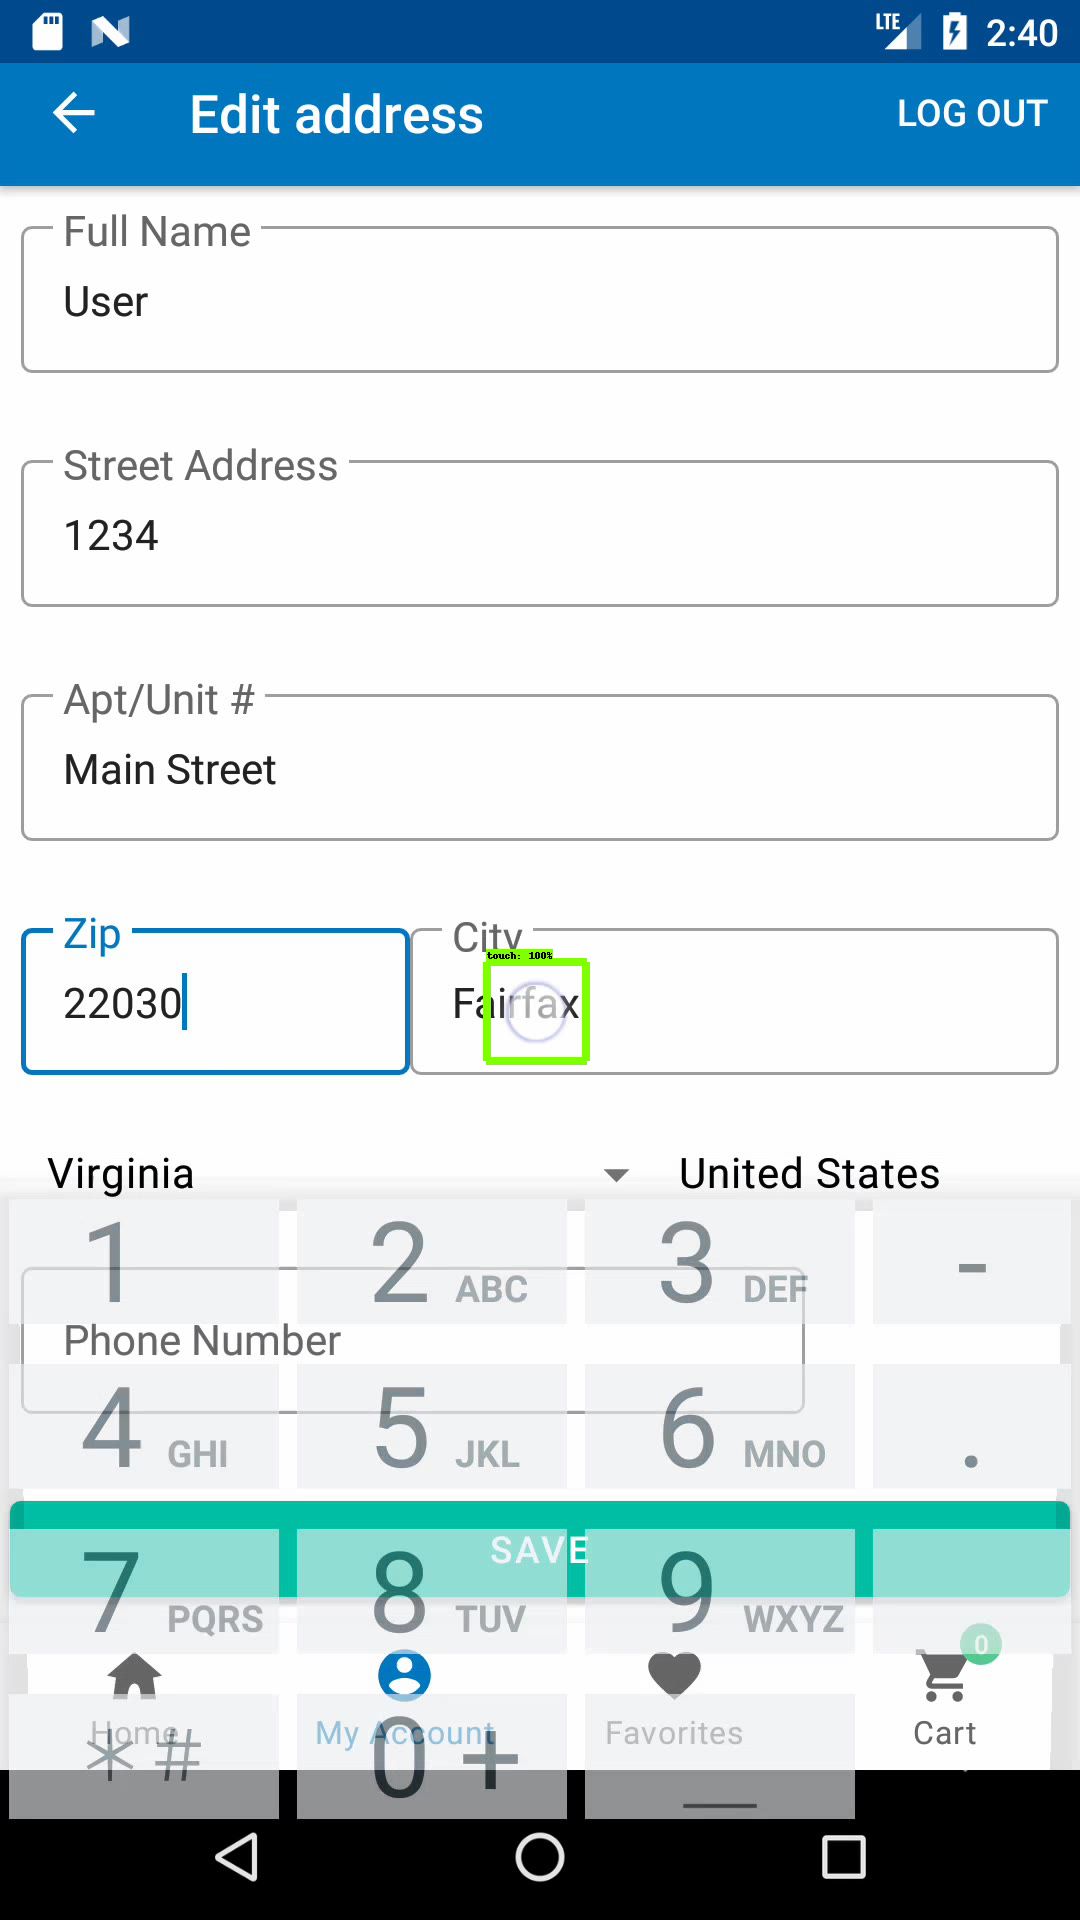 LTE 2:40
Edit address LOG OUT
Full Name
User
Street Address
1234
Apt/Unit #
Main Street
Zip City
touch: 100%
22030 Fairfax
Virginia United States
1 2 ABC 3 DEF -
Phone Number
4 GHI 5 JKL 6 MNO .
SAVE
7 PQRS 8 TUV 9 WXYZ
0
Home My Account Favorites Cart
* # 0 +